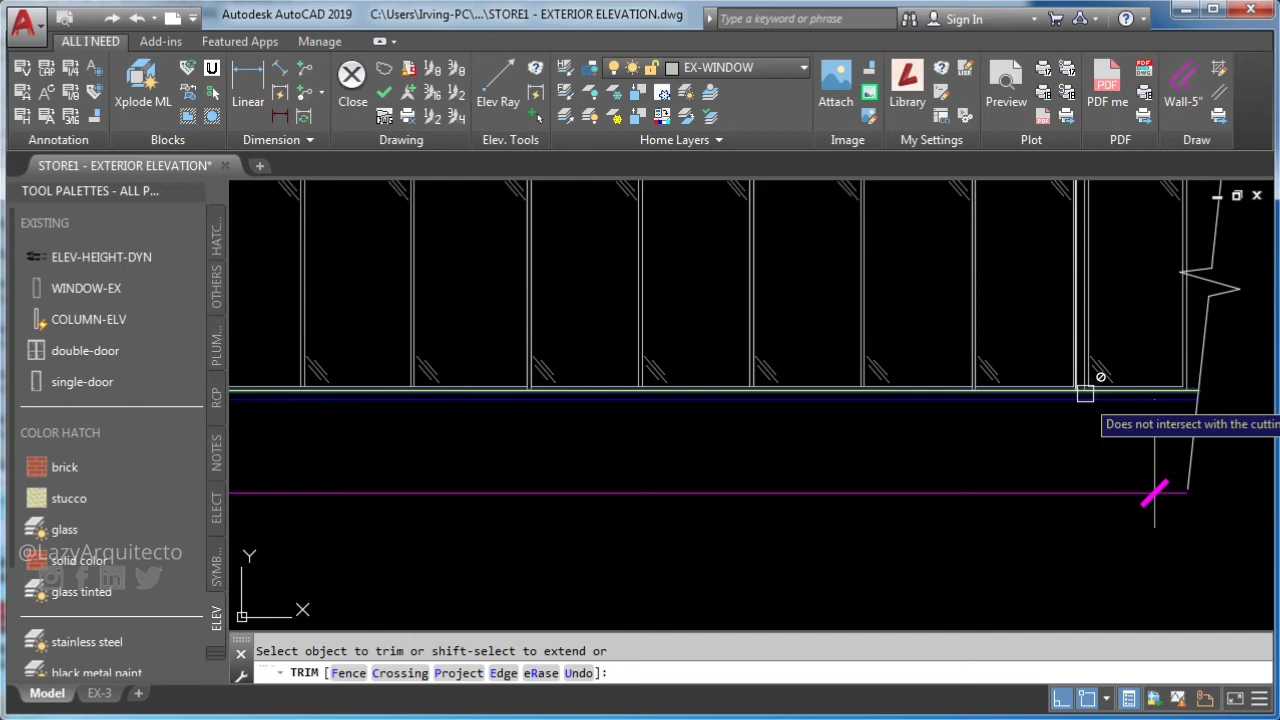 Autodesk AutoCAD 2019 C:\Users\Irving-PC\...\STORE1 - EXTERIOR ELEVATION.dwg
Type a keyword or phrase
Sign In
ALL I NEED Add-ins Featured Apps Manage
EX-WINDOW
Xplode ML Linear Close Elev Ray Attach Library Preview PDF me Wall-5"
Annotation Blocks Dimension Drawing Elev. Tools Home Layers Image My Settings Plot PDF Draw
STORE1 - EXTERIOR ELEVATION*
TOOL PALETTES - ALL P...
EXISTING
ELEV-HEIGHT-DYN
WINDOW-EX
COLUMN-ELV
double-door
single-door
COLOR HATCH
brick
stucco
glass
@LazyArquitecto
solid color
glass tinted
stainless steel
black metal paint
HATC...
OTHERS
PLUM...
RCP
NOTES
ELECT
SYMB...
ELEV
Does not intersect with the cuttin
Y
X
Select object to trim or shift-select to extend or
TRIM [Fence Crossing Project Edge eRase Undo]:
Model EX-3